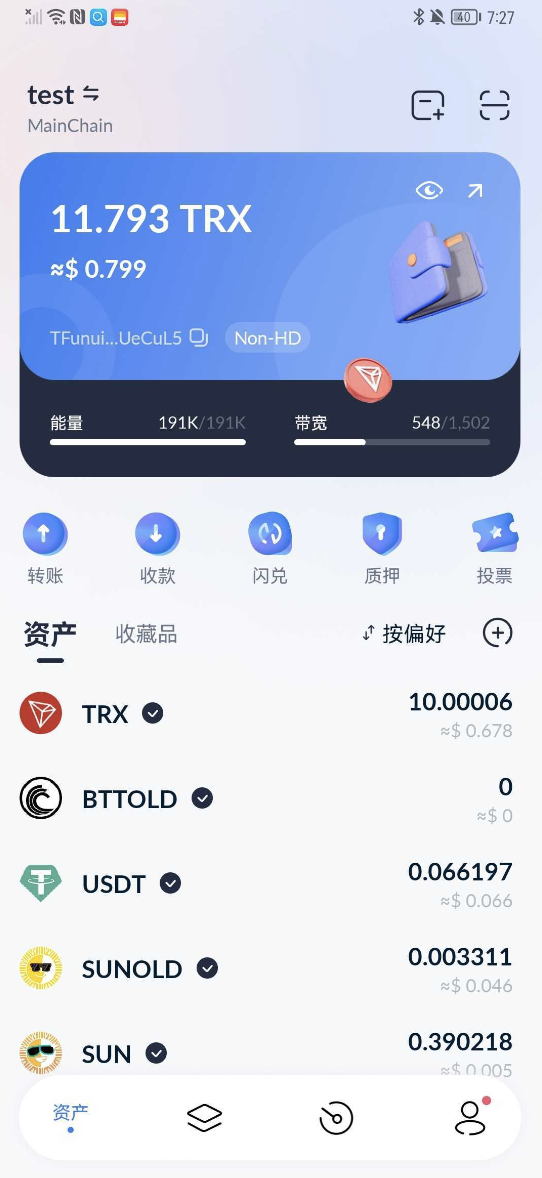 40 7:27
test
MainChain
11.793 TRX
≈$ 0.799
TFunui...UeCuL5 Non-HD
能量 191K/191K 带宽 548/1,502
转账 收款 闪兑 质押 投票
资产 收藏品 按偏好
TRX 10.00006
≈$ 0.678
BTTOLD 0
≈$ 0
USDT 0.066197
≈$ 0.066
SUNOLD 0.003311
≈$ 0.046
SUN 0.390218
≈$ 0.005
资产